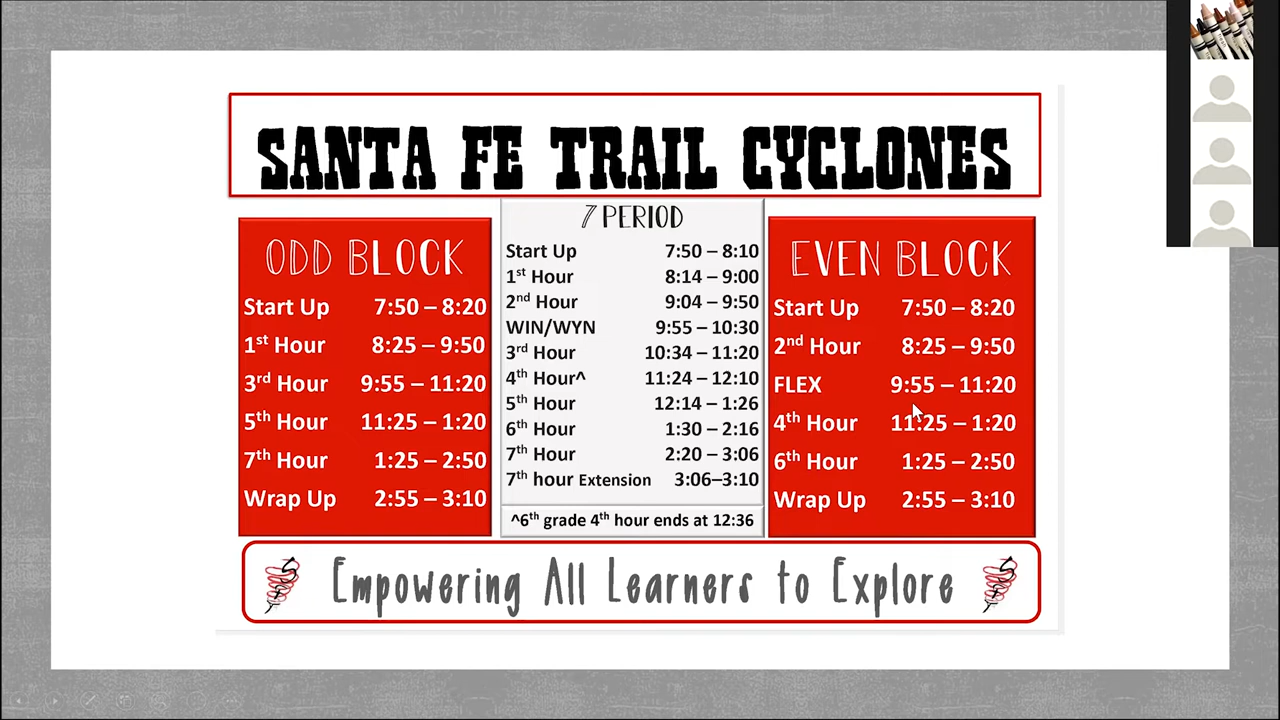 SANTA FE TRAIL CYCLONES
ODD BLOCK
Start Up 7:50 – 8:20
1st Hour 8:25 – 9:50
3rd Hour 9:55 – 11:20
5th Hour 11:25 – 1:20
7th Hour 1:25 – 2:50
Wrap Up 2:55 – 3:10
7 PERIOD
Start Up 7:50 – 8:10
1st Hour 8:14 – 9:00
2nd Hour 9:04 – 9:50
WIN/WYN 9:55 – 10:30
3rd Hour 10:34 – 11:20
4th Hour^ 11:24 – 12:10
5th Hour 12:14 – 1:26
6th Hour 1:30 – 2:16
7th Hour 2:20 – 3:06
7th hour Extension 3:06–3:10
^6th grade 4th hour ends at 12:36
EVEN BLOCK
Start Up 7:50 – 8:20
2nd Hour 8:25 – 9:50
FLEX 9:55 – 11:20
4th Hour 11:25 – 1:20
6th Hour 1:25 – 2:50
Wrap Up 2:55 – 3:10
Empowering All Learners to Explore